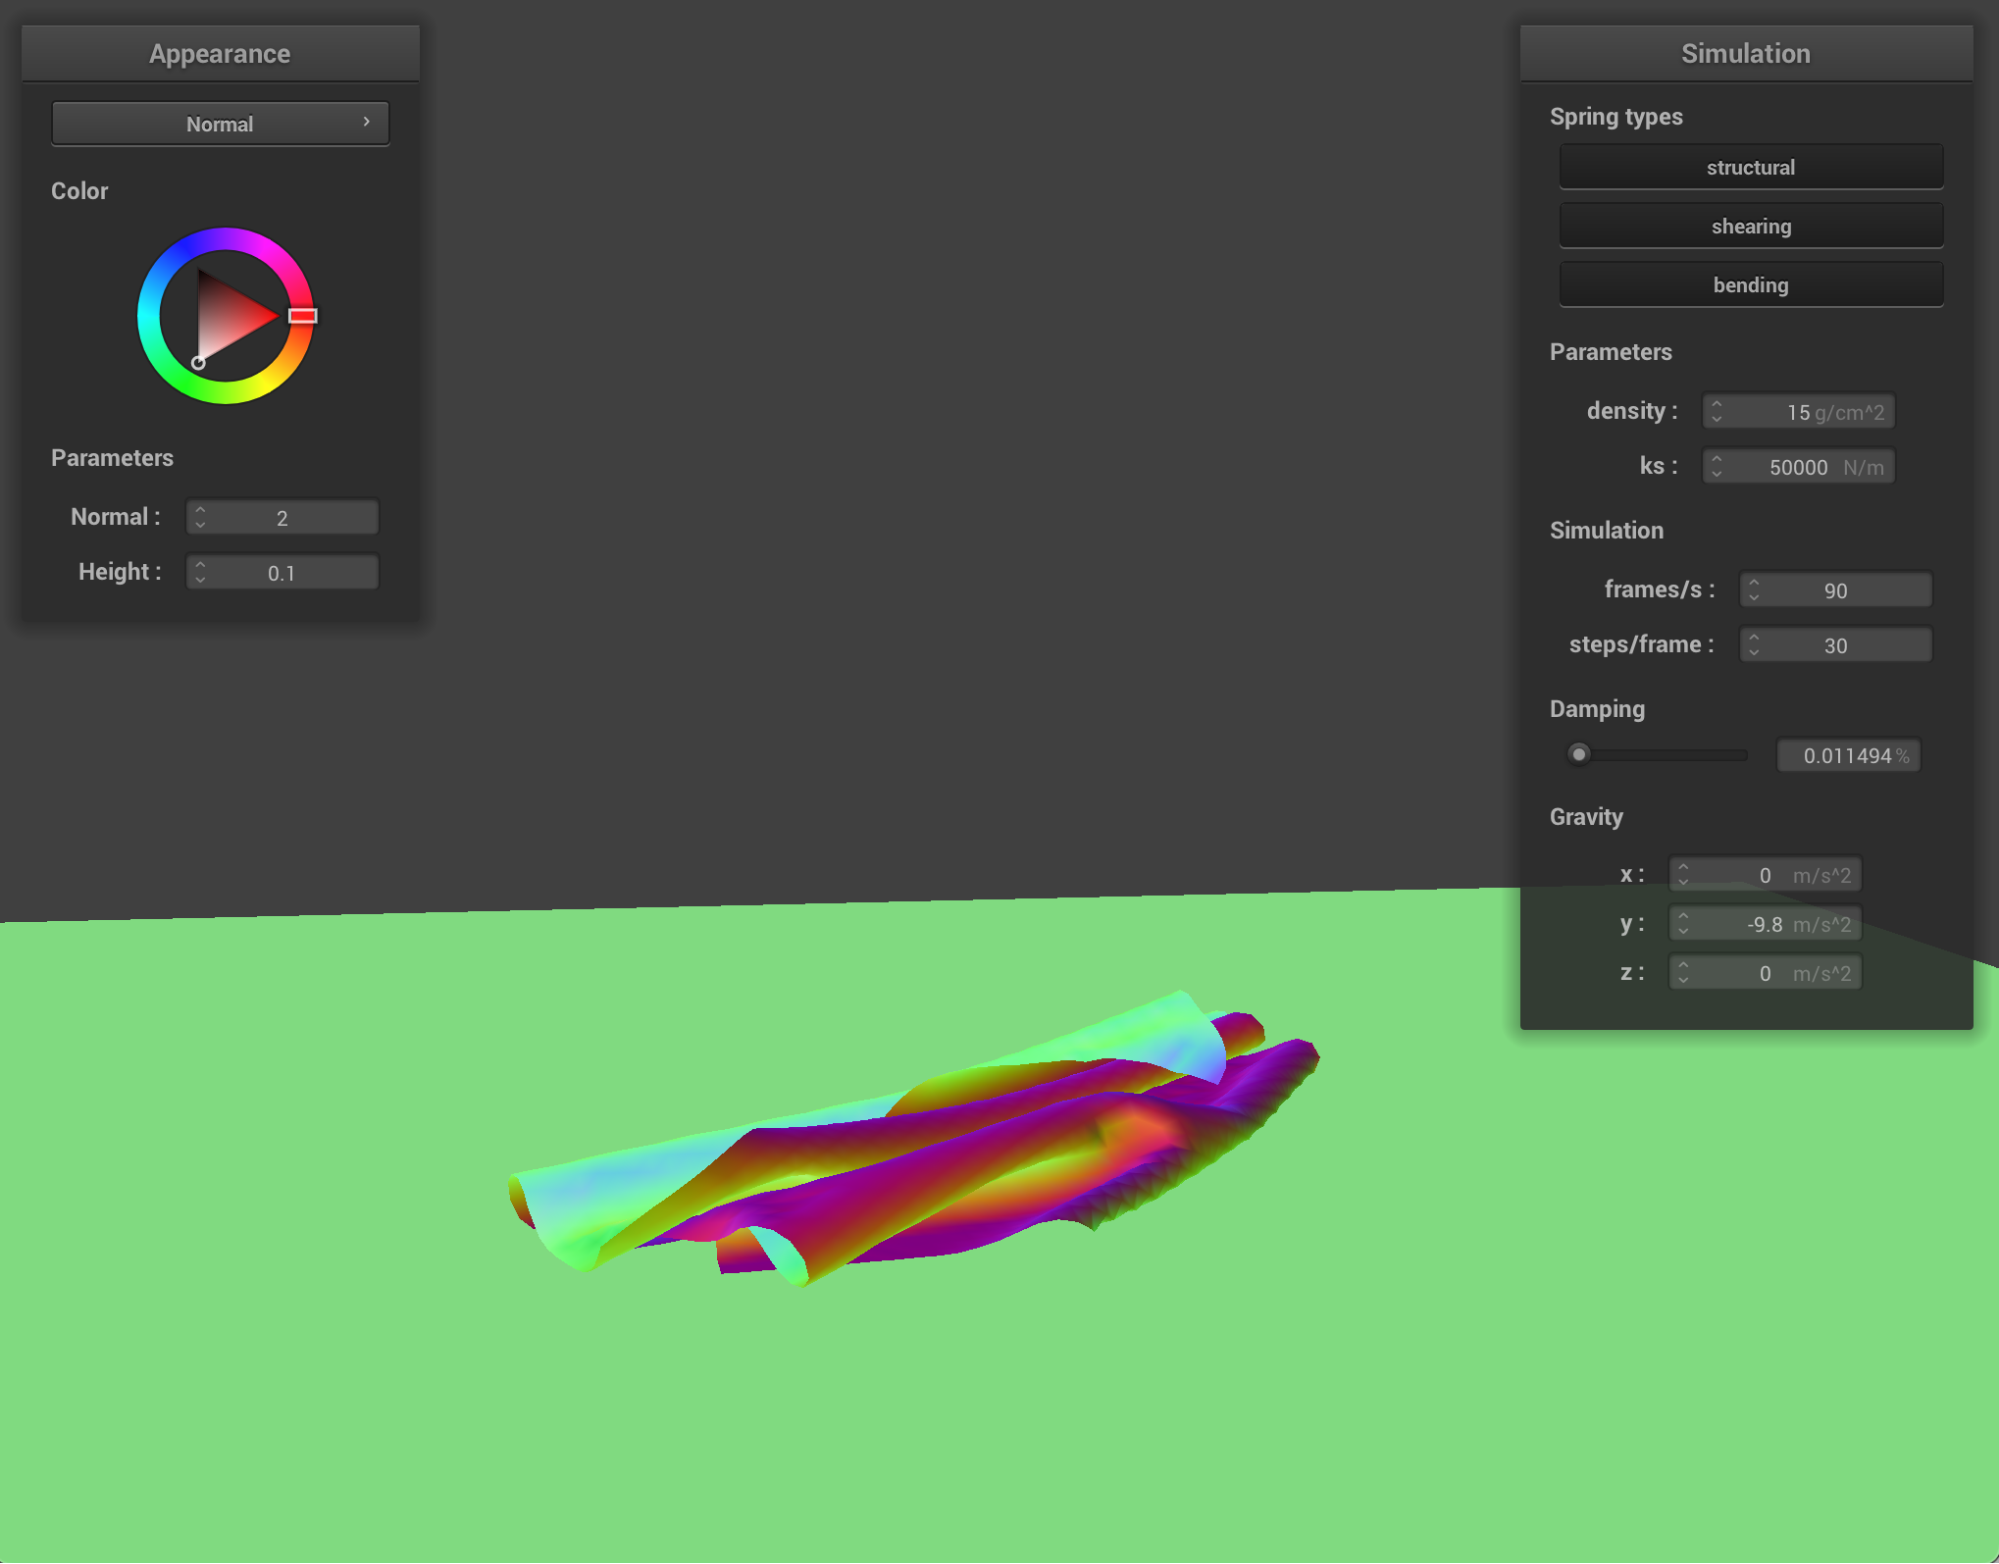 Appearance
Normal
Color
Parameters
Normal : 2
Height : 0.1
Simulation
Spring types
structural
shearing
bending
Parameters
density : 15 g/cm^2
ks : 50000 N/m
Simulation
frames/s : 90
steps/frame : 30
Damping
0.011494 %
Gravity
x : 0 m/s^2
y : -9.8 m/s^2
z : 0 m/s^2